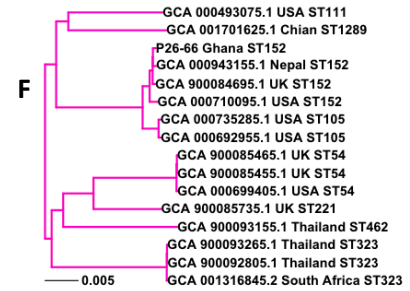 GCA 000493075.1 USA ST111
GCA 001701625.1 Chian ST1289
P26-66 Ghana ST152
GCA 000943155.1 Nepal ST152
F
GCA 900084695.1 UK ST152
GCA 000710095.1 USA ST152
GCA 000735285.1 USA ST105
GCA 000692955.1 USA ST105
GCA 900085465.1 UK ST54
GCA 900085455.1 UK ST54
GCA 000699405.1 USA ST54
GCA 900085735.1 UK ST221
GCA 900093155.1 Thailand ST462
GCA 900093265.1 Thailand ST323
GCA 900092805.1 Thailand ST323
GCA 001316845.2 South Africa ST323
0.005